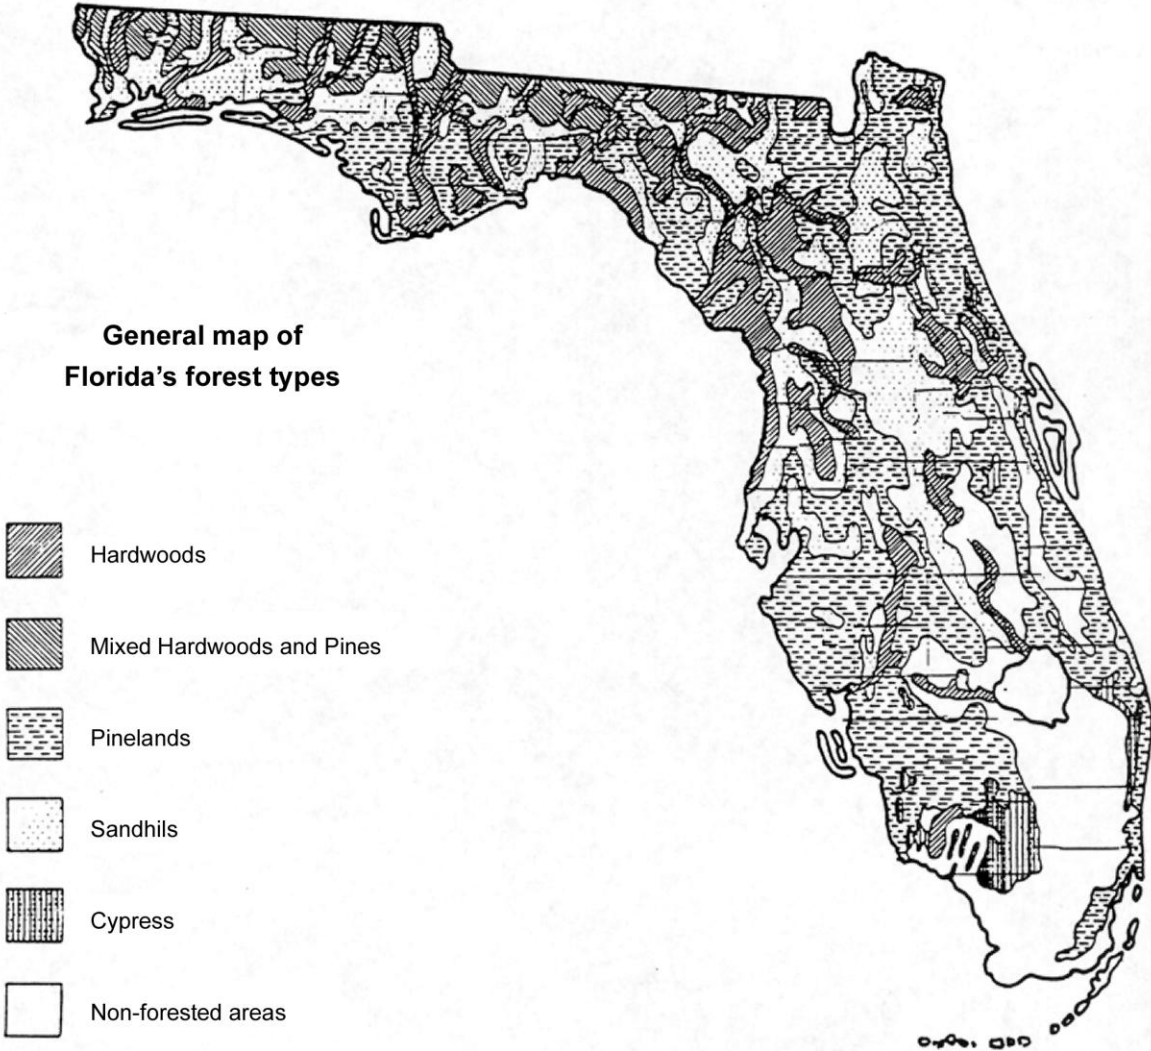 General map of
Florida’s forest types
Hardwoods
Mixed Hardwoods and Pines
Pinelands
Sandhils
Cypress
Non-forested areas